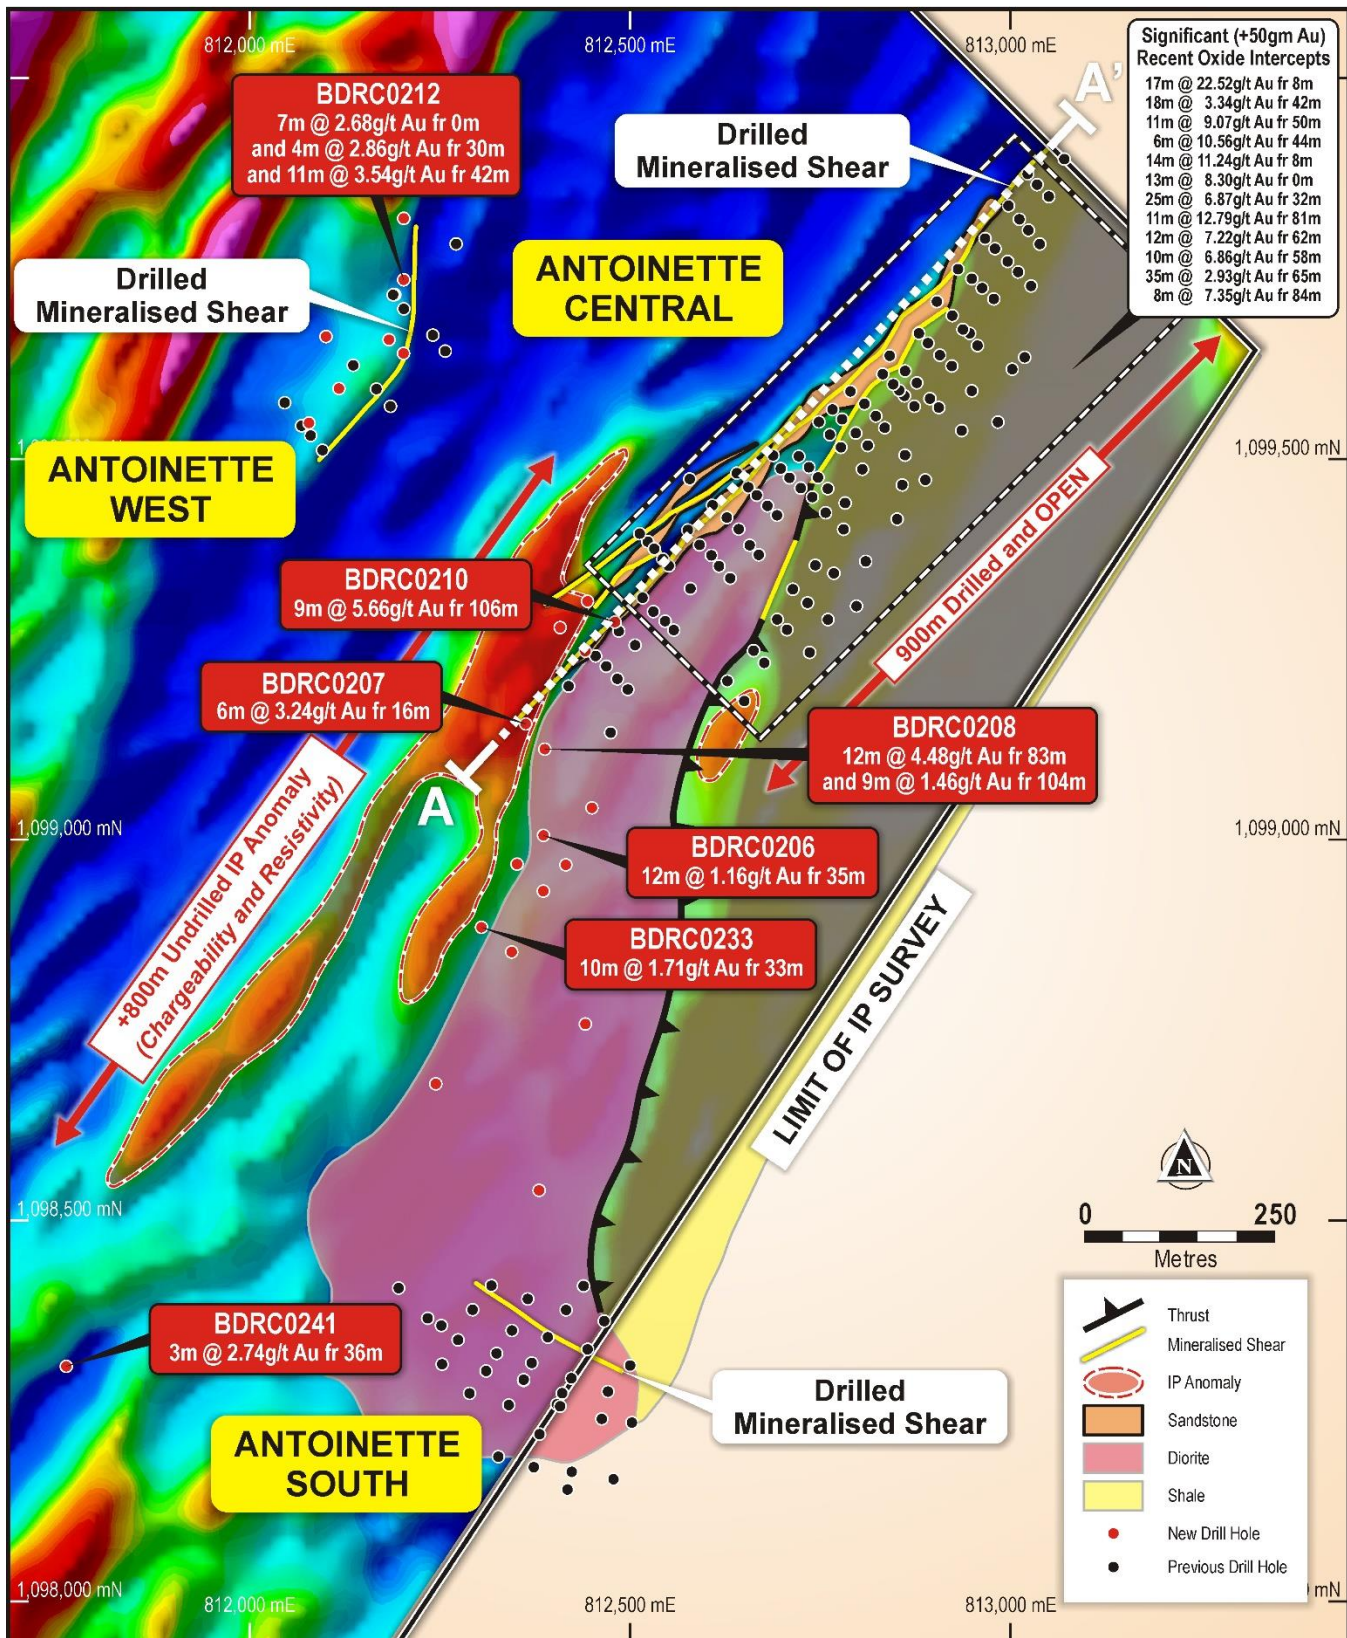 812,000 mE
812,500 mE
813,000 mE
Significant (+50gm Au)
Recent Oxide Intercepts
17m @ 22.52g/t Au fr 8m
18m @ 3.34g/t Au fr 42m
11m @ 9.07g/t Au fr 50m
6m @ 10.56g/t Au fr 44m
14m @ 11.24g/t Au fr 8m
13m @ 8.30g/t Au fr 0m
25m @ 6.87g/t Au fr 32m
11m @ 12.79g/t Au fr 81m
12m @ 7.22g/t Au fr 62m
10m @ 6.86g/t Au fr 58m
35m @ 2.93g/t Au fr 65m
8m @ 7.35g/t Au fr 84m
A'
BDRC0212
7m @ 2.68g/t Au fr 0m
and 4m @ 2.86g/t Au fr 30m
and 11m @ 3.54g/t Au fr 42m
Drilled
Mineralised Shear
Drilled
Mineralised Shear
ANTOINETTE
CENTRAL
ANTOINETTE
WEST
1,099,500 mN
900m Drilled and OPEN
BDRC0210
9m @ 5.66g/t Au fr 106m
BDRC0207
6m @ 3.24g/t Au fr 16m
BDRC0208
12m @ 4.48g/t Au fr 83m
and 9m @ 1.46g/t Au fr 104m
A
+800m Undrilled IP Anomaly
(Chargeability and Resistivity)
1,099,000 mN
1,099,000 mN
BDRC0206
12m @ 1.16g/t Au fr 35m
BDRC0233
10m @ 1.71g/t Au fr 33m
LIMIT OF IP SURVEY
1,098,500 mN
N
0 250
Metres
BDRC0241
3m @ 2.74g/t Au fr 36m
Drilled
Mineralised Shear
ANTOINETTE
SOUTH
Thrust
Mineralised Shear
IP Anomaly
Sandstone
Diorite
Shale
New Drill Hole
Previous Drill Hole
1,098,000 mN
mN
812,000 mE
812,500 mE
813,000 mE